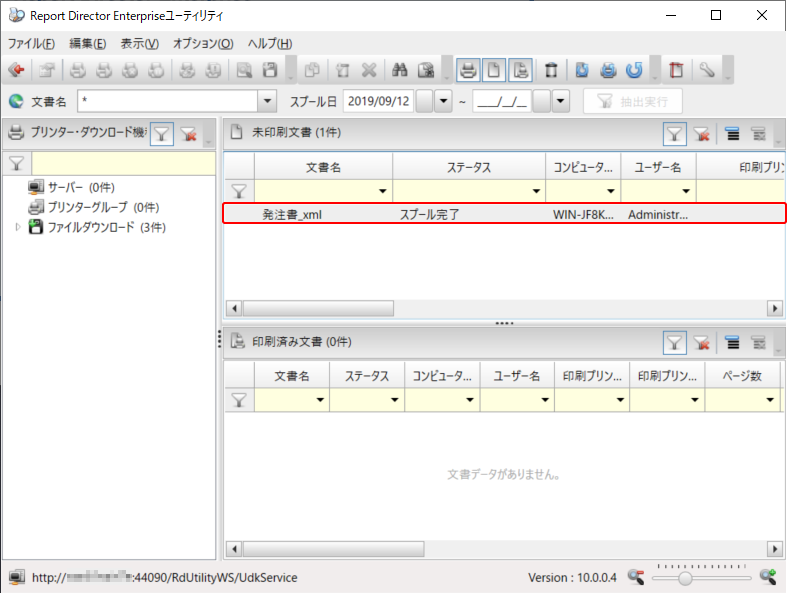 Report Director Enterpriseユーティリティ
ファイル(F) 編集(E) 表示(V) オプション(O) ヘルプ(H)
文書名 * スプール日 2019/09/12 ~ ____/__/__ 抽出実行
プリンター・ダウンロード機
未印刷文書 (1件)
文書名 ステータス コンピュータ... ユーザー名 印刷プリン
発注書_xml スプール完了 WIN-JF8K... Administr...
サーバー (0件)
プリンターグループ (0件)
ファイルダウンロード (3件)
印刷済み文書 (0件)
文書名 ステータス コンピュータ... ユーザー名 印刷プリン... 印刷プリン... ページ数
文書データがありません。
http:// :44090/RdUtilityWS/UdkService
Version : 10.0.0.4